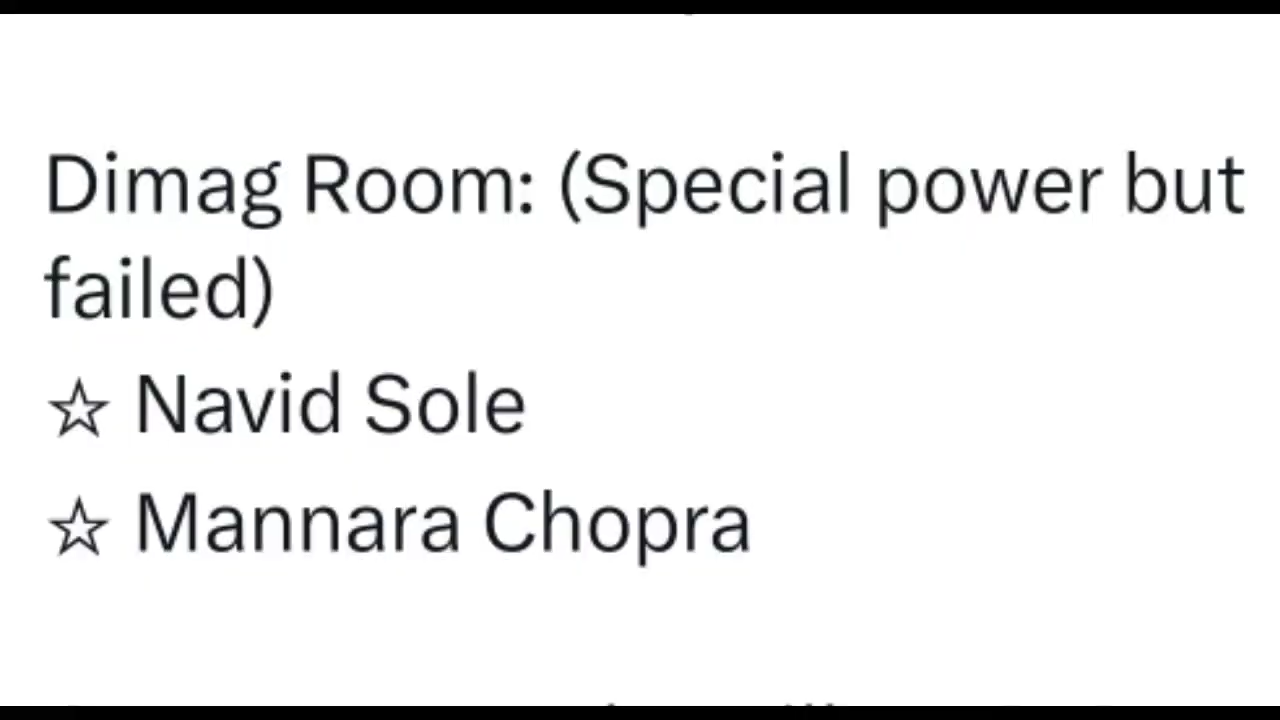 Dimag Room: (Special power but
failed)
☆ Navid Sole
☆ Mannara Chopra